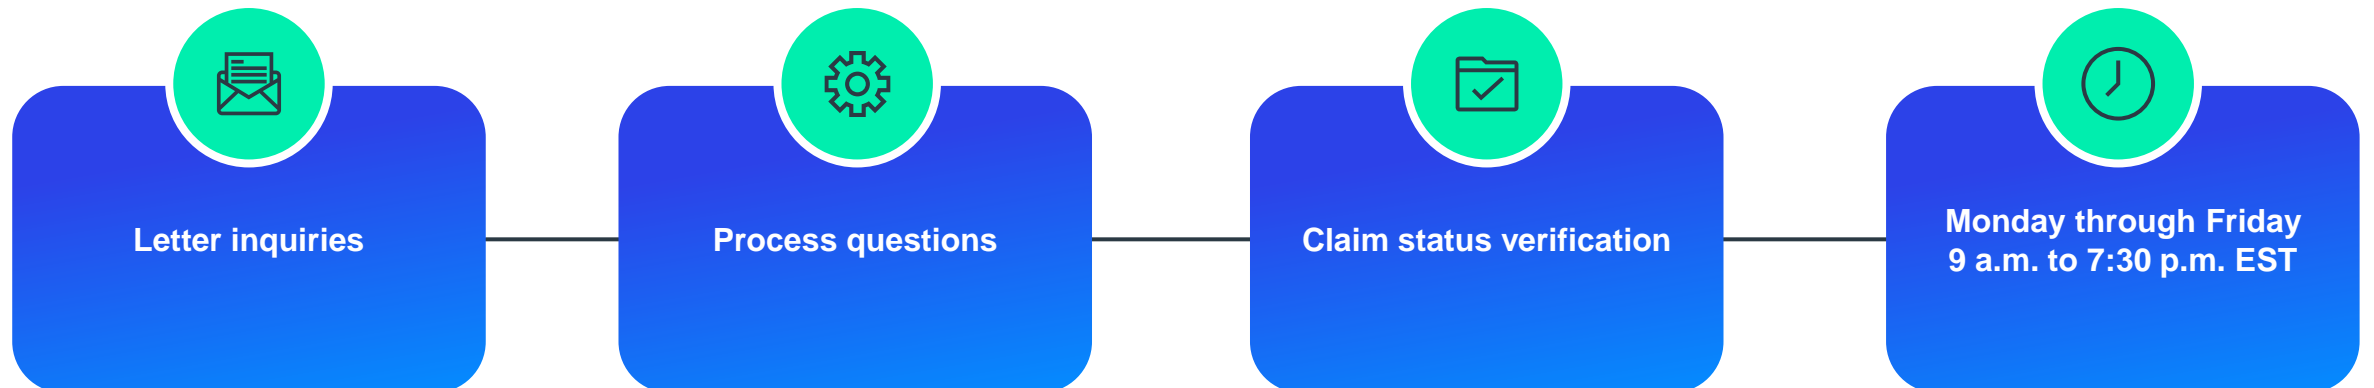 Letter inquiries
Process questions
Claim status verification
Monday through Friday
9 a.m. to 7:30 p.m. EST